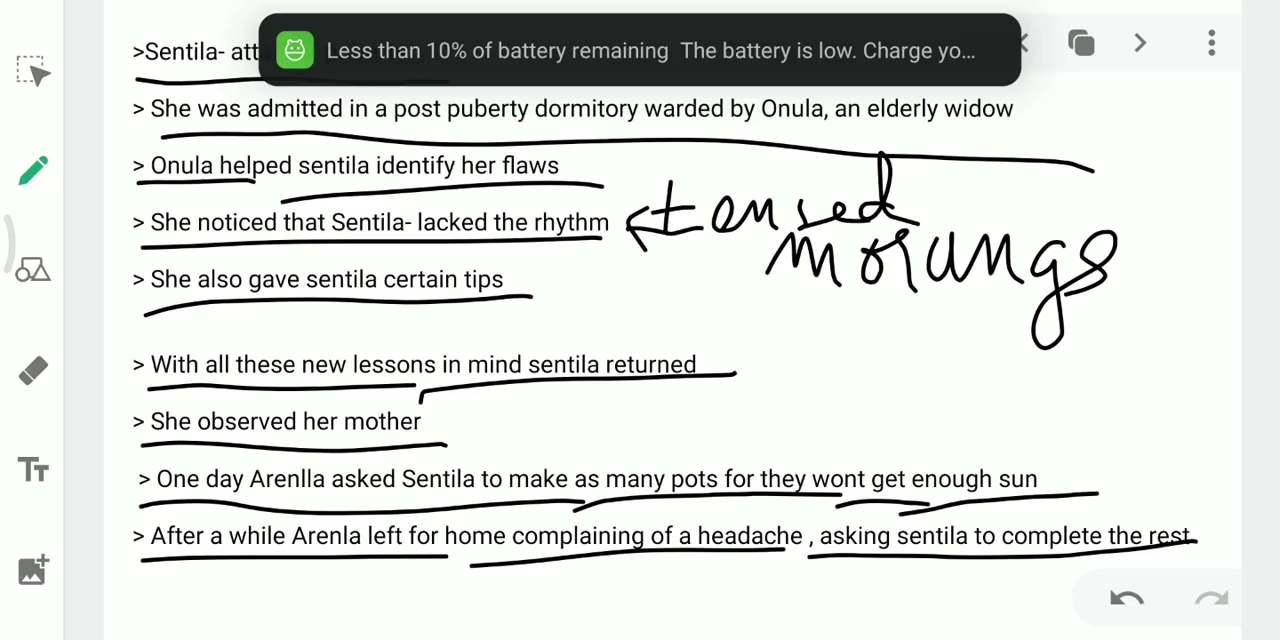 >Sentila- att
Less than 10% of battery remaining The battery is low. Charge yo...
> She was admitted in a post puberty dormitory warded by Onula, an elderly widow
> Onula helped sentila identify her flaws
> She noticed that Sentila- lacked the rhythm
tensed
morungs
> She also gave sentila certain tips
> With all these new lessons in mind sentila returned
> She observed her mother
> One day Arenlla asked Sentila to make as many pots for they wont get enough sun
> After a while Arenla left for home complaining of a headache , asking sentila to complete the rest
TT